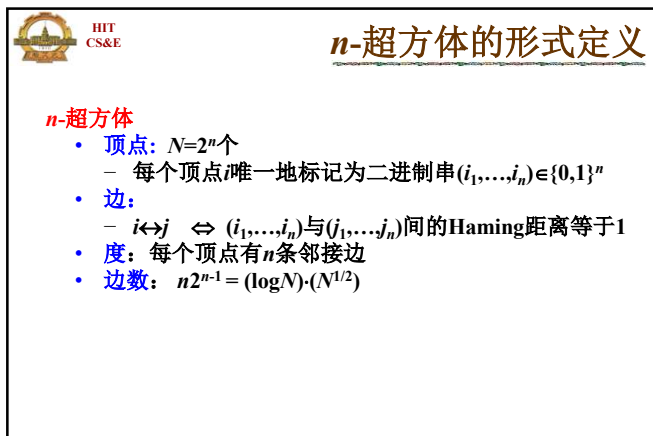 HIT
CS&E
n-超方体的形式定义
n-超方体
• 顶点: N=2ⁿ个
– 每个顶点i唯一地标记为二进制串(i₁,…,iₙ)∈{0,1}ⁿ
• 边：
– i↔j ⇔ (i₁,…,iₙ)与(j₁,…,jₙ)间的Haming距离等于1
• 度：每个顶点有n条邻接边
• 边数： n2ⁿ⁻¹ = (logN)·(N¹ᐟ²)